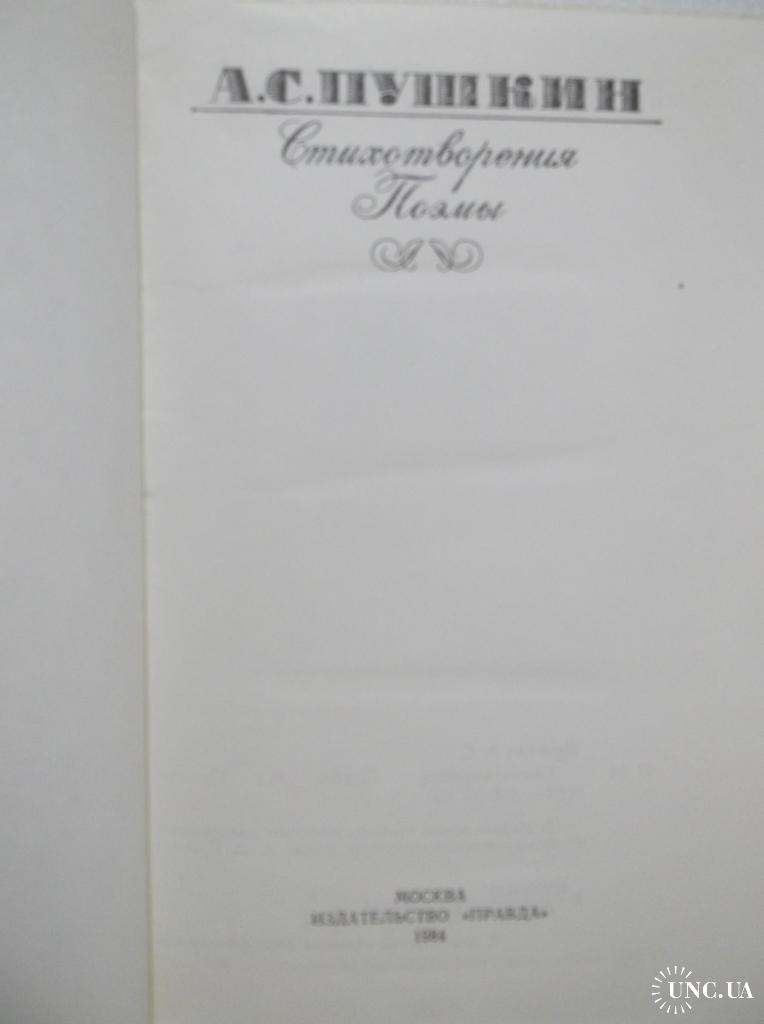 А.С.ПУШКИН
Стихотворения
Поэмы
МОСКВА
ИЗДАТЕЛЬСТВО «ПРАВДА»
1984
UNC.UA